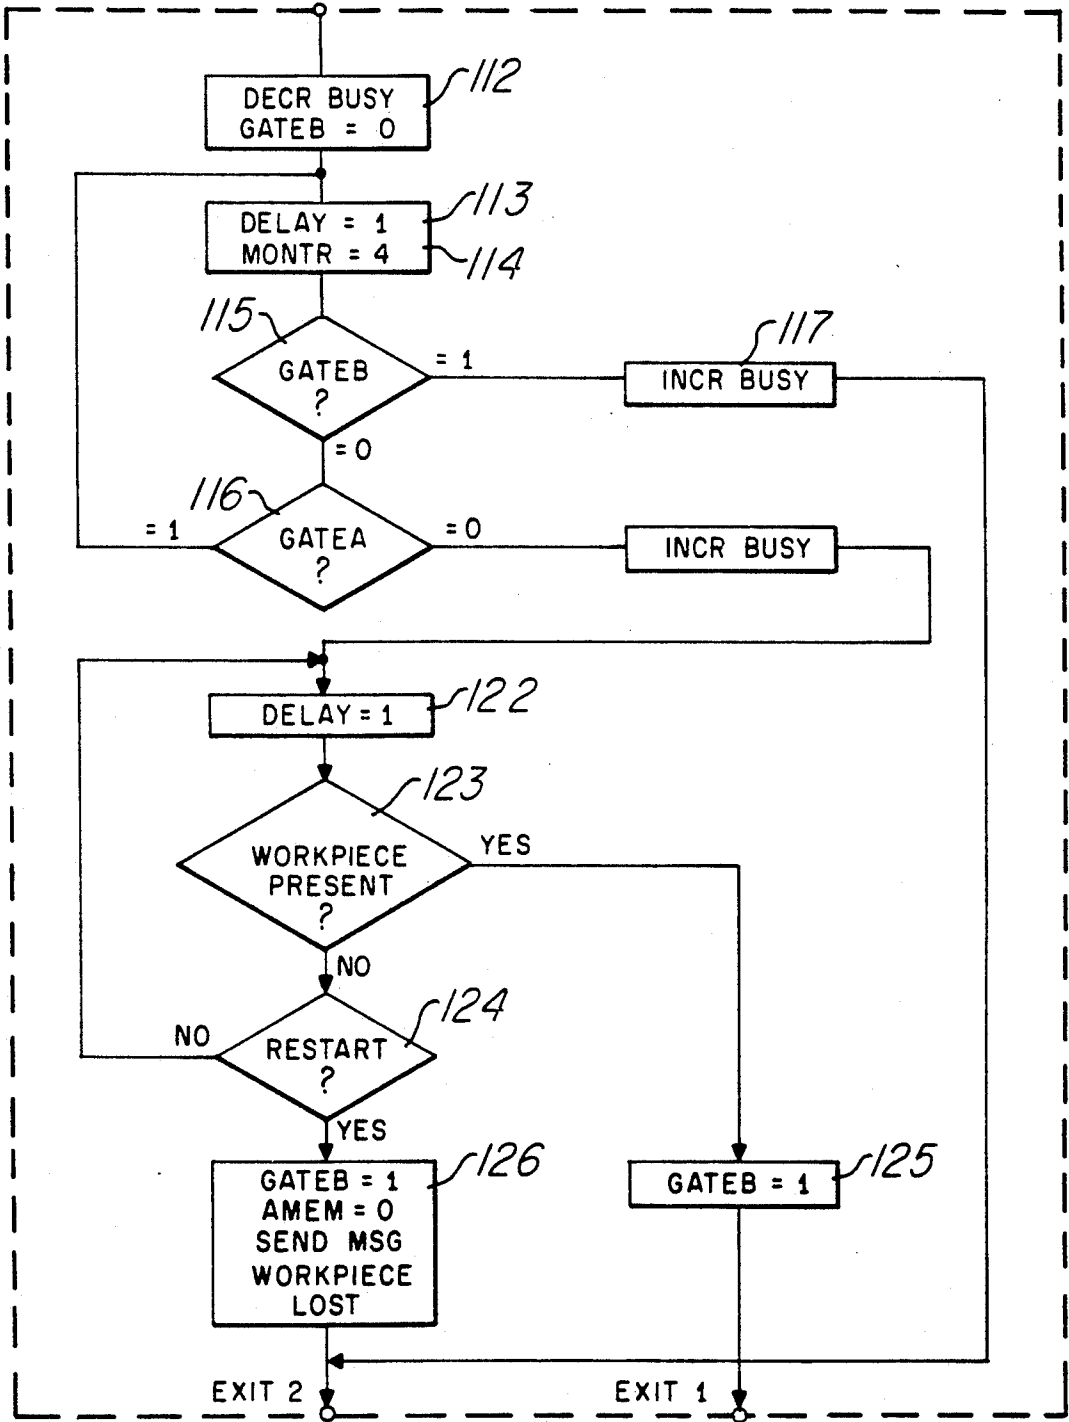 112
DECR BUSY
GATEB = 0
113
DELAY = 1
MONTR = 4
114
115
GATEB
?
= 1
117
INCR BUSY
= 0
116
GATEA
?
= 1
= 0
INCR BUSY
122
DELAY = 1
123
WORKPIECE
PRESENT
?
YES
NO
124
RESTART
?
NO
YES
126
GATEB = 1
AMEM = 0
SEND MSG
WORKPIECE
LOST
125
GATEB = 1
EXIT 2
EXIT 1